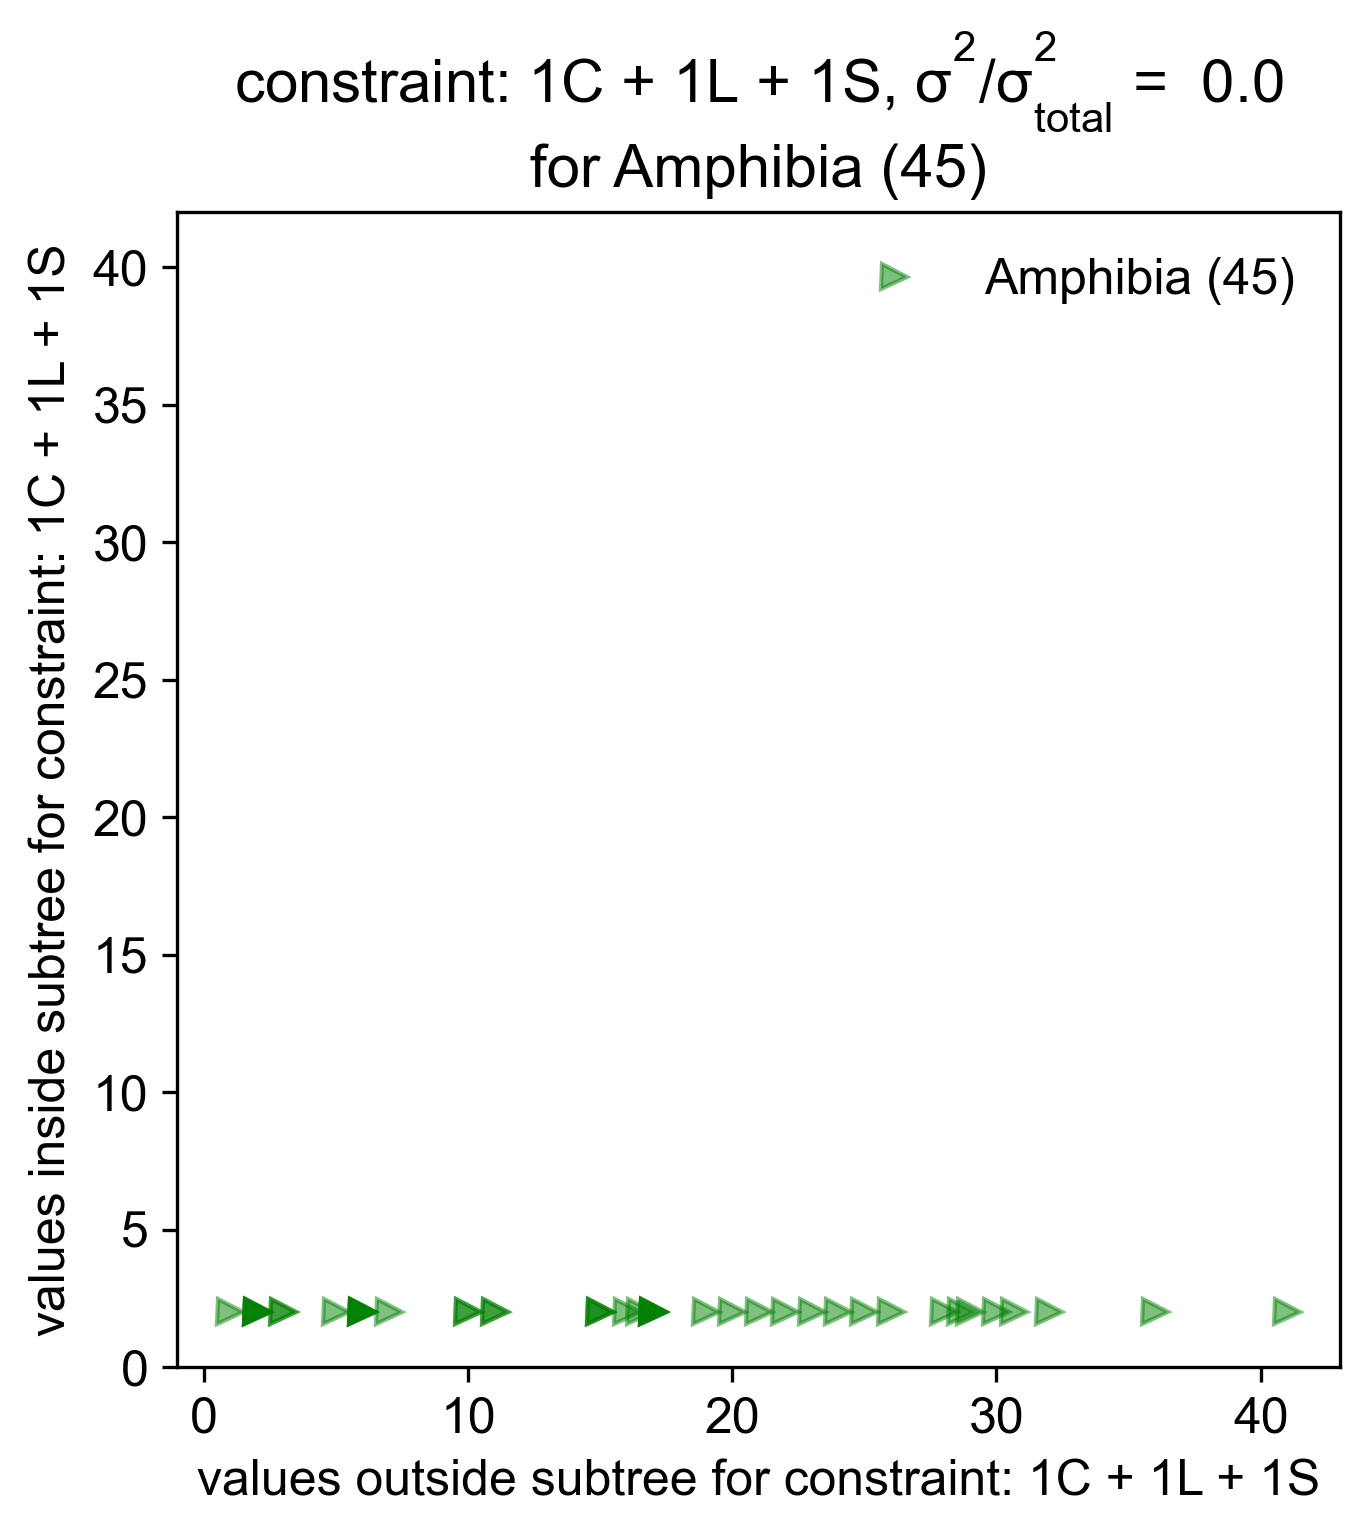 constraint: 1C + 1L + 1S, σ²/σ²total = 0.0
for Amphibia (45)
Amphibia (45)
values inside subtree for constraint: 1C + 1L + 1S
40
35
30
25
20
15
10
5
0
0 10 20 30 40
values outside subtree for constraint: 1C + 1L + 1S